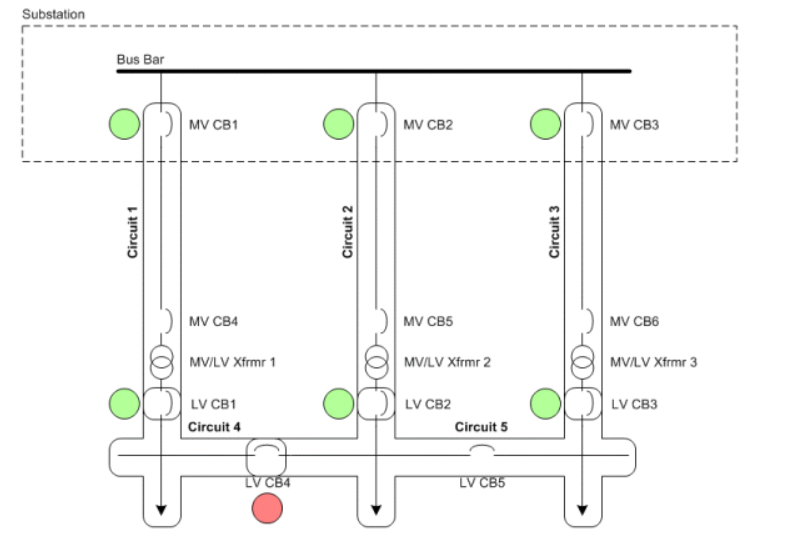 Substation
Bus Bar
MV CB1
MV CB2
MV CB3
Circuit 1
Circuit 2
Circuit 3
MV CB4
MV CB5
MV CB6
MV/LV Xfrmr 1
MV/LV Xfrmr 2
MV/LV Xfrmr 3
LV CB1
LV CB2
LV CB3
Circuit 4
Circuit 5
LV CB4
LV CB5